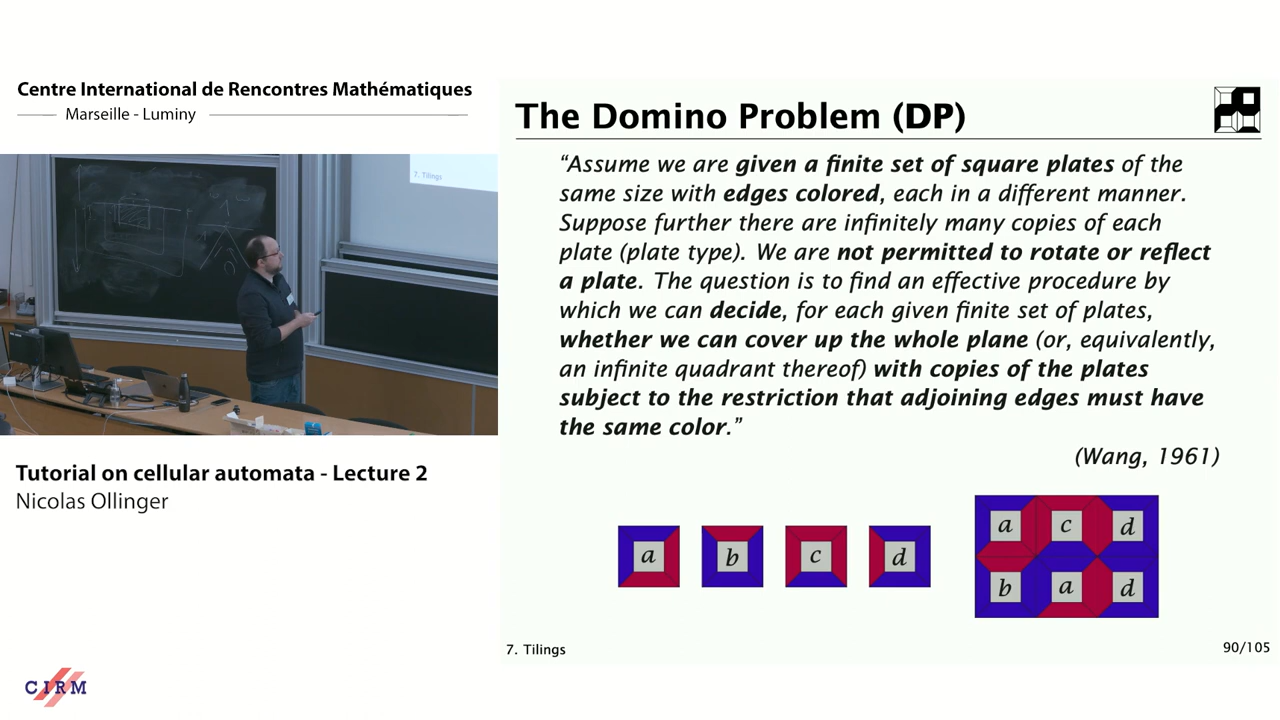 Centre International de Rencontres Mathématiques
Marseille - Luminy
7. Tilings
Tutorial on cellular automata - Lecture 2
Nicolas Ollinger
CIRM
The Domino Problem (DP)
“Assume we are given a finite set of square plates of the
same size with edges colored, each in a different manner.
Suppose further there are infinitely many copies of each
plate (plate type). We are not permitted to rotate or reflect
a plate. The question is to find an effective procedure by
which we can decide, for each given finite set of plates,
whether we can cover up the whole plane (or, equivalently,
an infinite quadrant thereof) with copies of the plates
subject to the restriction that adjoining edges must have
the same color.”
(Wang, 1961)
a b c d
a c d
b a d
7. Tilings
90/105